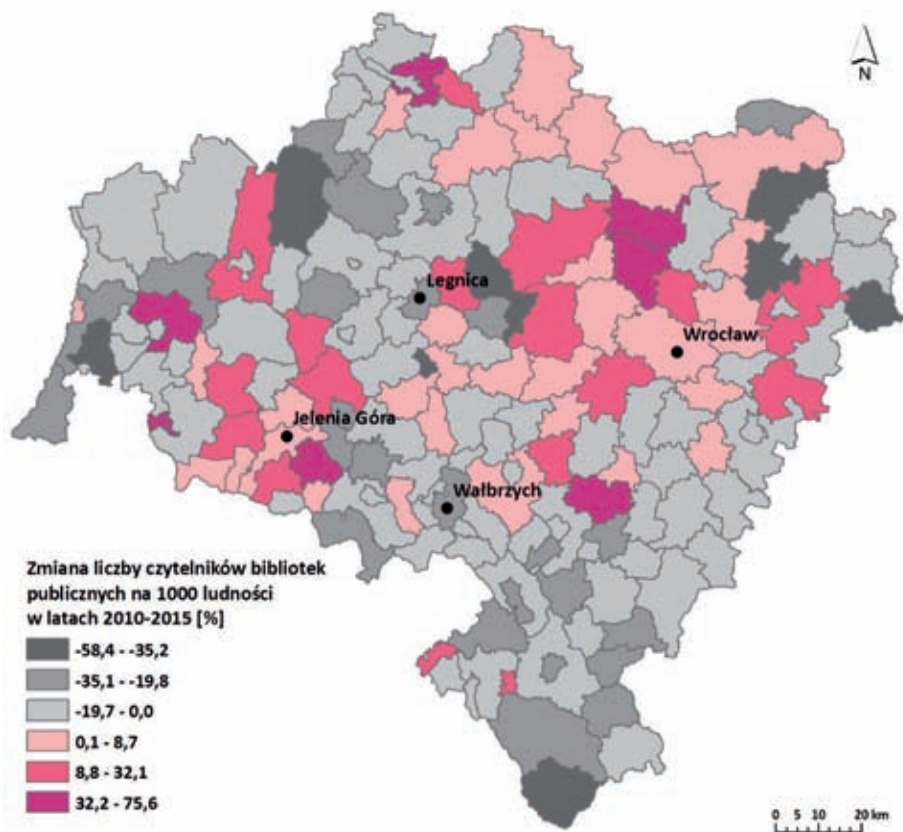 N
Legnica
Wrocław
Jelenia Góra
Wałbrzych
Zmiana liczby czytelników bibliotek
publicznych na 1000 ludności
w latach 2010-2015 [%]
-58,4 - -35,2
-35,1 - -19,8
-19,7 - 0,0
0,1 - 8,7
8,8 - 32,1
32,2 - 75,6
0 5 10 20 km